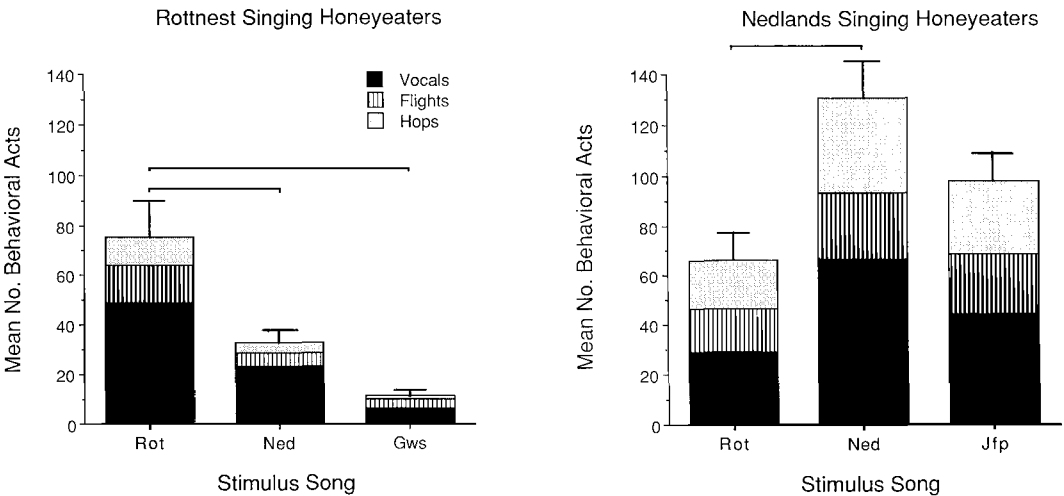 Rottnest Singing Honeyeaters
Mean No. Behavioral Acts
140
120
100
80
60
40
20
0
Vocals
Flights
Hops
Rot Ned Gws
Stimulus Song
Nedlands Singing Honeyeaters
Mean No. Behavioral Acts
140
120
100
80
60
40
20
0
Rot Ned Jfp
Stimulus Song